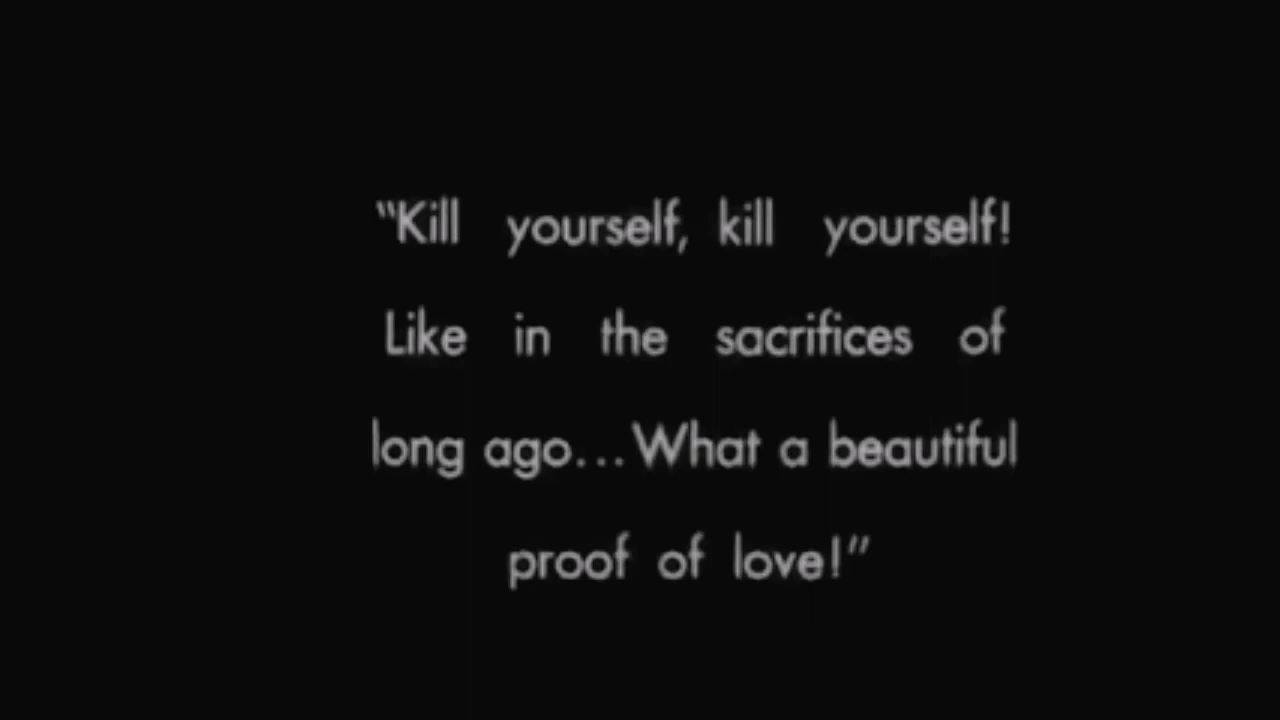 “Kill yourself, kill yourself!
Like in the sacrifices of
long ago...What a beautiful
proof of love!”